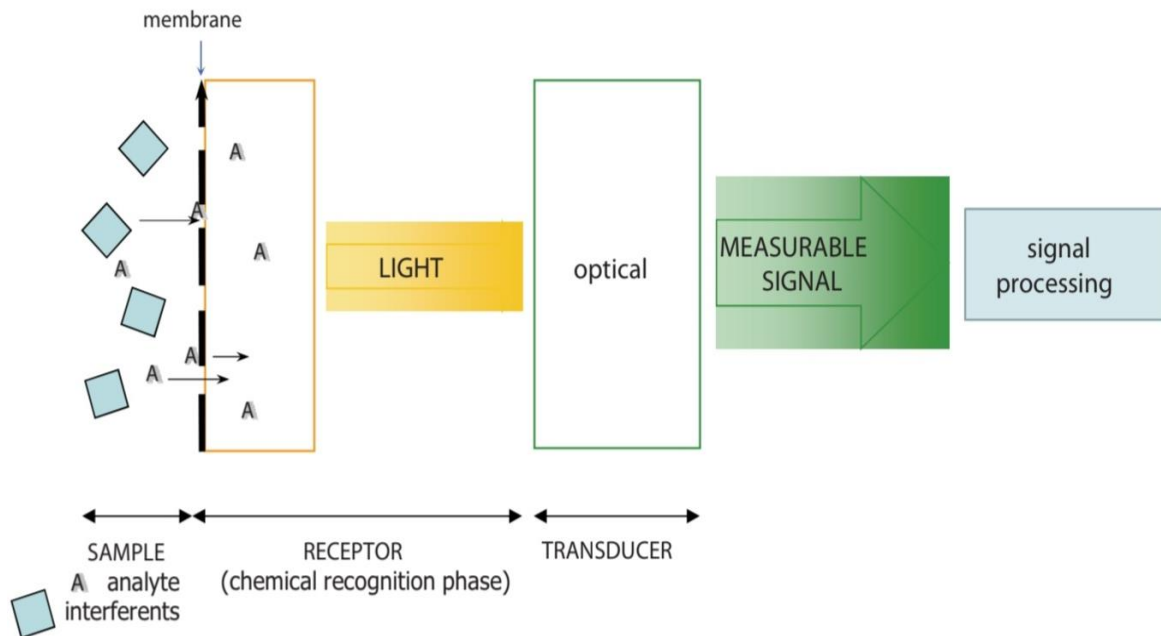 membrane
A
A
A
A
A
A
A
LIGHT
optical
MEASURABLE
SIGNAL
signal
processing
SAMPLE
A analyte
interferents
RECEPTOR
(chemical recognition phase)
TRANSDUCER